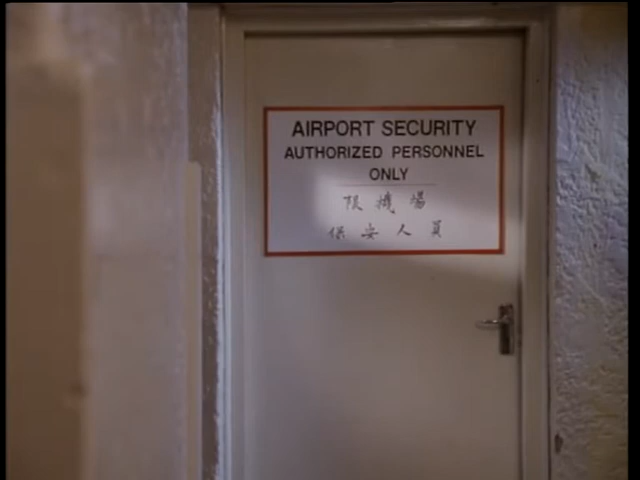 AIRPORT SECURITY
AUTHORIZED PERSONNEL
ONLY
限機場
保安人員